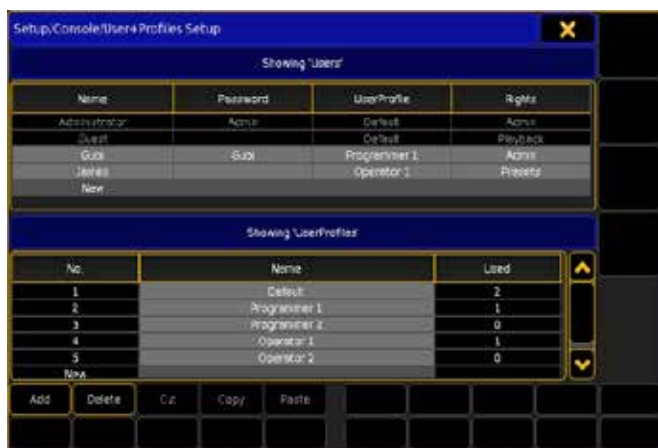 Setup/Console/User+Profiles Setup
Showing 'Users'
Name Password UserProfile Rights
Administrator Admin Default Admin
Guest Default Playback
Gubi Gubi Programmer 1 Admin
James Operator 1 Presets
New
Showing 'UserProfiles'
No. Name Used
1 Default 2
2 Programmer 1 1
3 Programmer 2 0
4 Operator 1 1
5 Operator 2 0
New
Add Delete Cut Copy Paste